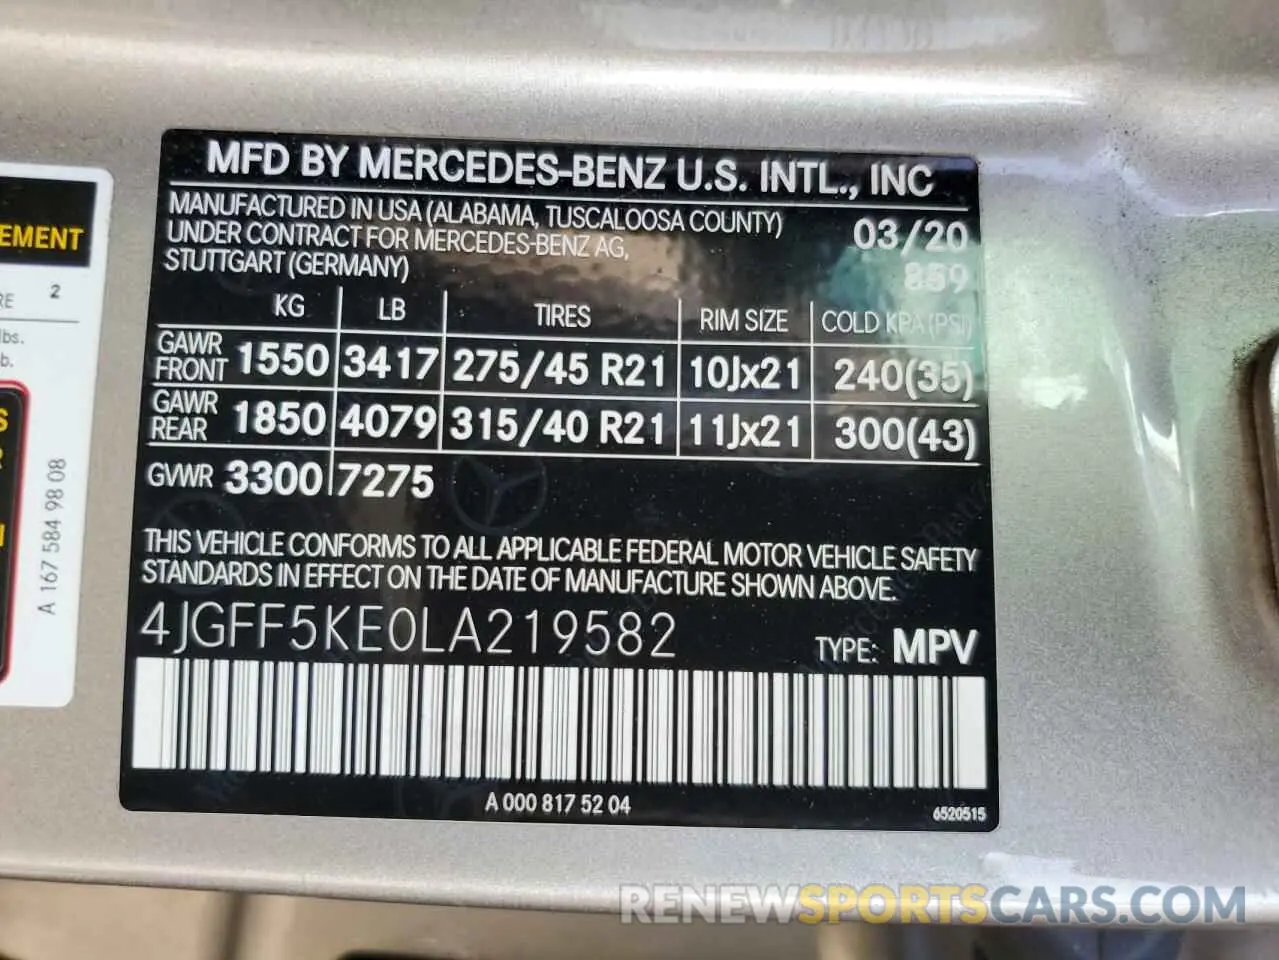 MFD BY MERCEDES-BENZ U.S. INTL., INC
MANUFACTURED IN USA (ALABAMA, TUSCALOOSA COUNTY) 03/20
UNDER CONTRACT FOR MERCEDES-BENZ AG,
STUTTGART (GERMANY) 859
KG LB TIRES RIM SIZE COLD KPA (PSI)
GAWR FRONT 1550 3417 275/45 R21 10Jx21 240(35)
GAWR REAR 1850 4079 315/40 R21 11Jx21 300(43)
GVWR 3300 7275
THIS VEHICLE CONFORMS TO ALL APPLICABLE FEDERAL MOTOR VEHICLE SAFETY
STANDARDS IN EFFECT ON THE DATE OF MANUFACTURE SHOWN ABOVE.
4JGFF5KE0LA219582 TYPE: MPV
A 000 817 52 04 6520515
EMENT
2
lbs.
A 167 584 98 08
RENEWSPORTSCARS.COM